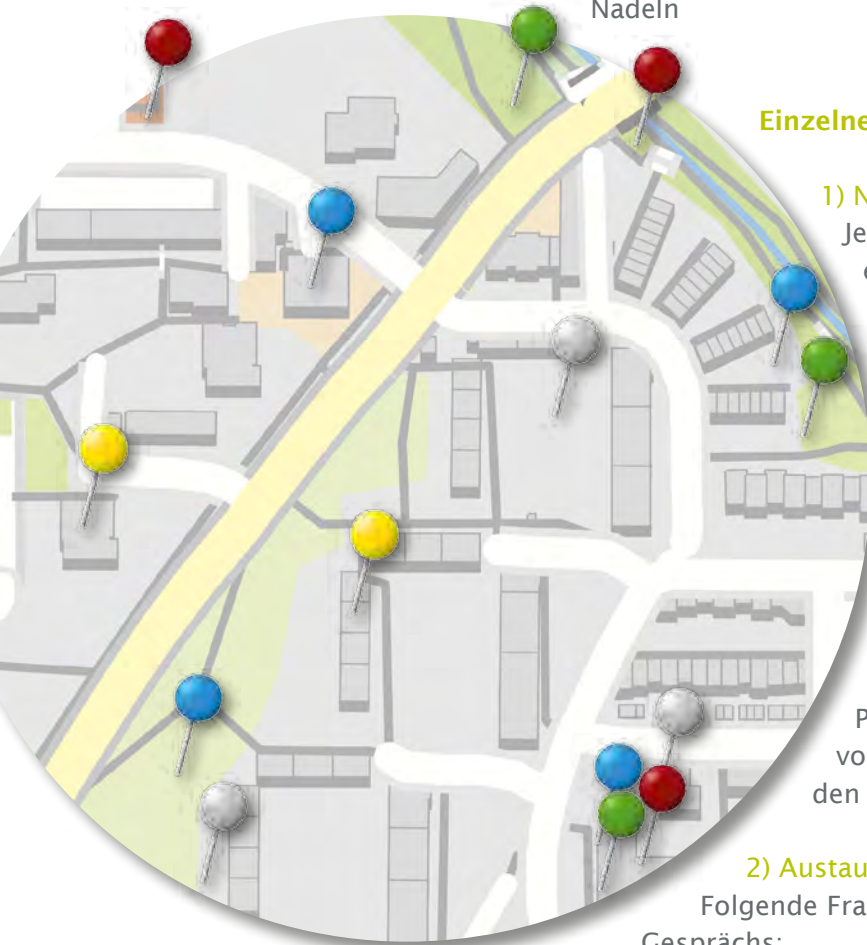 Nadeln
Einzelne
1) N
Je
P
vo
den
2) Austau
Folgende Fra
Gesprächs: